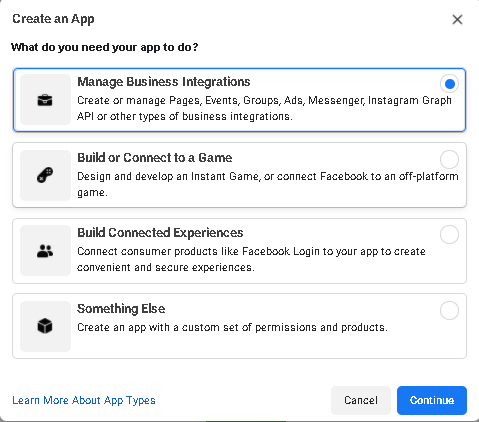 Create an App
What do you need your app to do?
Manage Business Integrations
Create or manage Pages, Events, Groups, Ads, Messenger, Instagram Graph
API or other types of business integrations.
Build or Connect to a Game
Design and develop an Instant Game, or connect Facebook to an off-platform
game.
Build Connected Experiences
Connect consumer products like Facebook Login to your app to create
convenient and secure experiences.
Something Else
Create an app with a custom set of permissions and products.
Learn More About App Types
Cancel
Continue